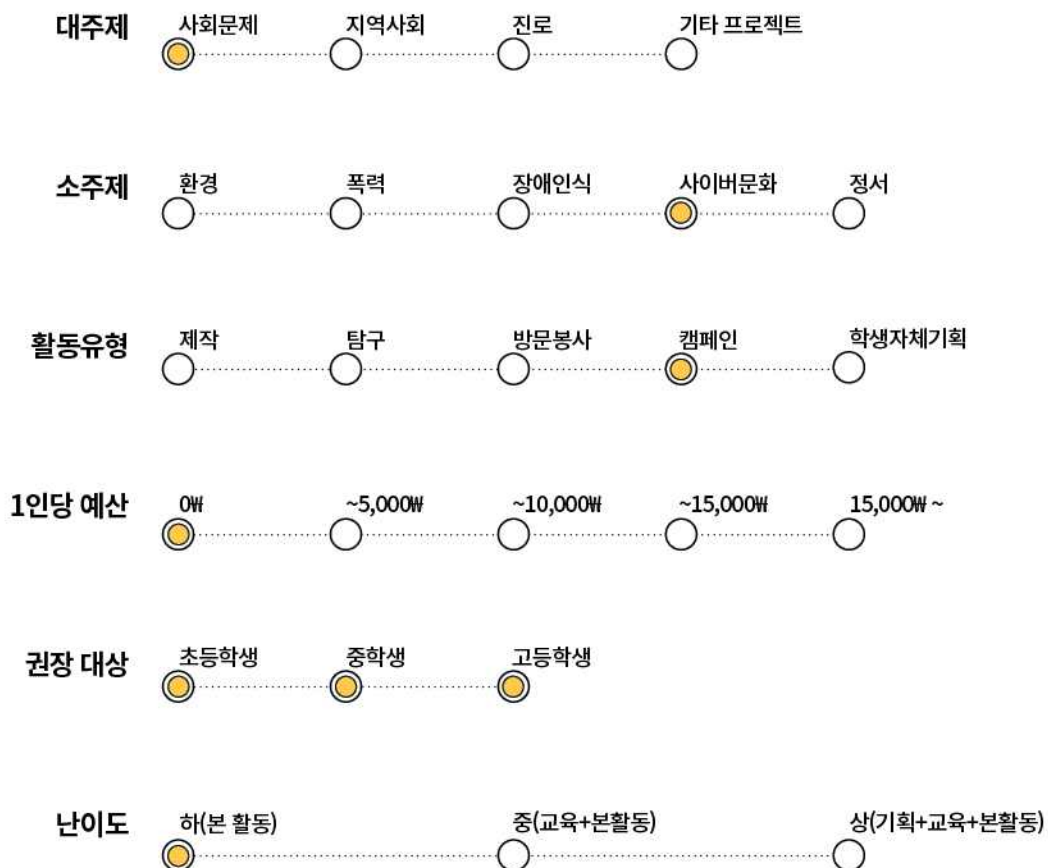 대주제 사회문제 지역사회 진로 기타 프로젝트
소주제 환경 폭력 장애인식 사이버문화 정서
활동유형 제작 탐구 방문봉사 캠페인 학생자체기획
1인당 예산 0₩ ~5,000₩ ~10,000₩ ~15,000₩ 15,000₩ ~
권장 대상 초등학생 중학생 고등학생
난이도 하(본 활동) 중(교육+본활동) 상(기획+교육+본활동)